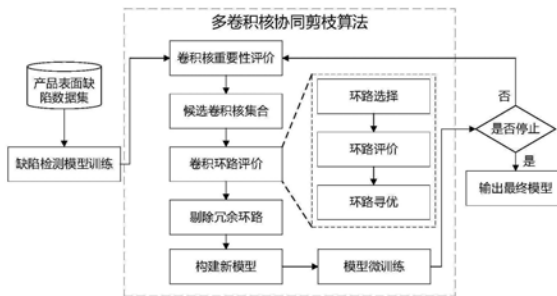 多卷积核协同剪枝算法
产品表面缺
陷数据集
缺陷检测模型训练
卷积核重要性评价
候选卷积核集合
卷积环路评价
剔除冗余环路
构建新模型
环路选择
环路评价
环路寻优
模型微训练
否
是否停止
是
输出最终模型